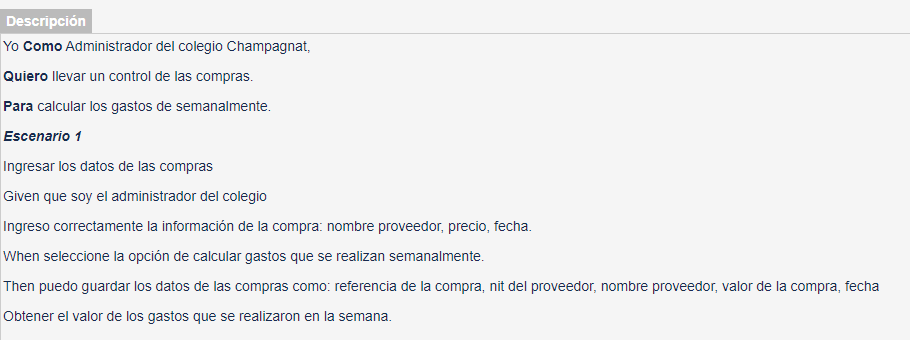 Descripción
Yo Como Administrador del colegio Champagnat,
Quiero llevar un control de las compras.
Para calcular los gastos de semanalmente.
Escenario 1
Ingresar los datos de las compras
Given que soy el administrador del colegio
Ingreso correctamente la información de la compra: nombre proveedor, precio, fecha.
When seleccione la opción de calcular gastos que se realizan semanalmente.
Then puedo guardar los datos de las compras como: referencia de la compra, nit del proveedor, nombre proveedor, valor de la compra, fecha
Obtener el valor de los gastos que se realizaron en la semana.